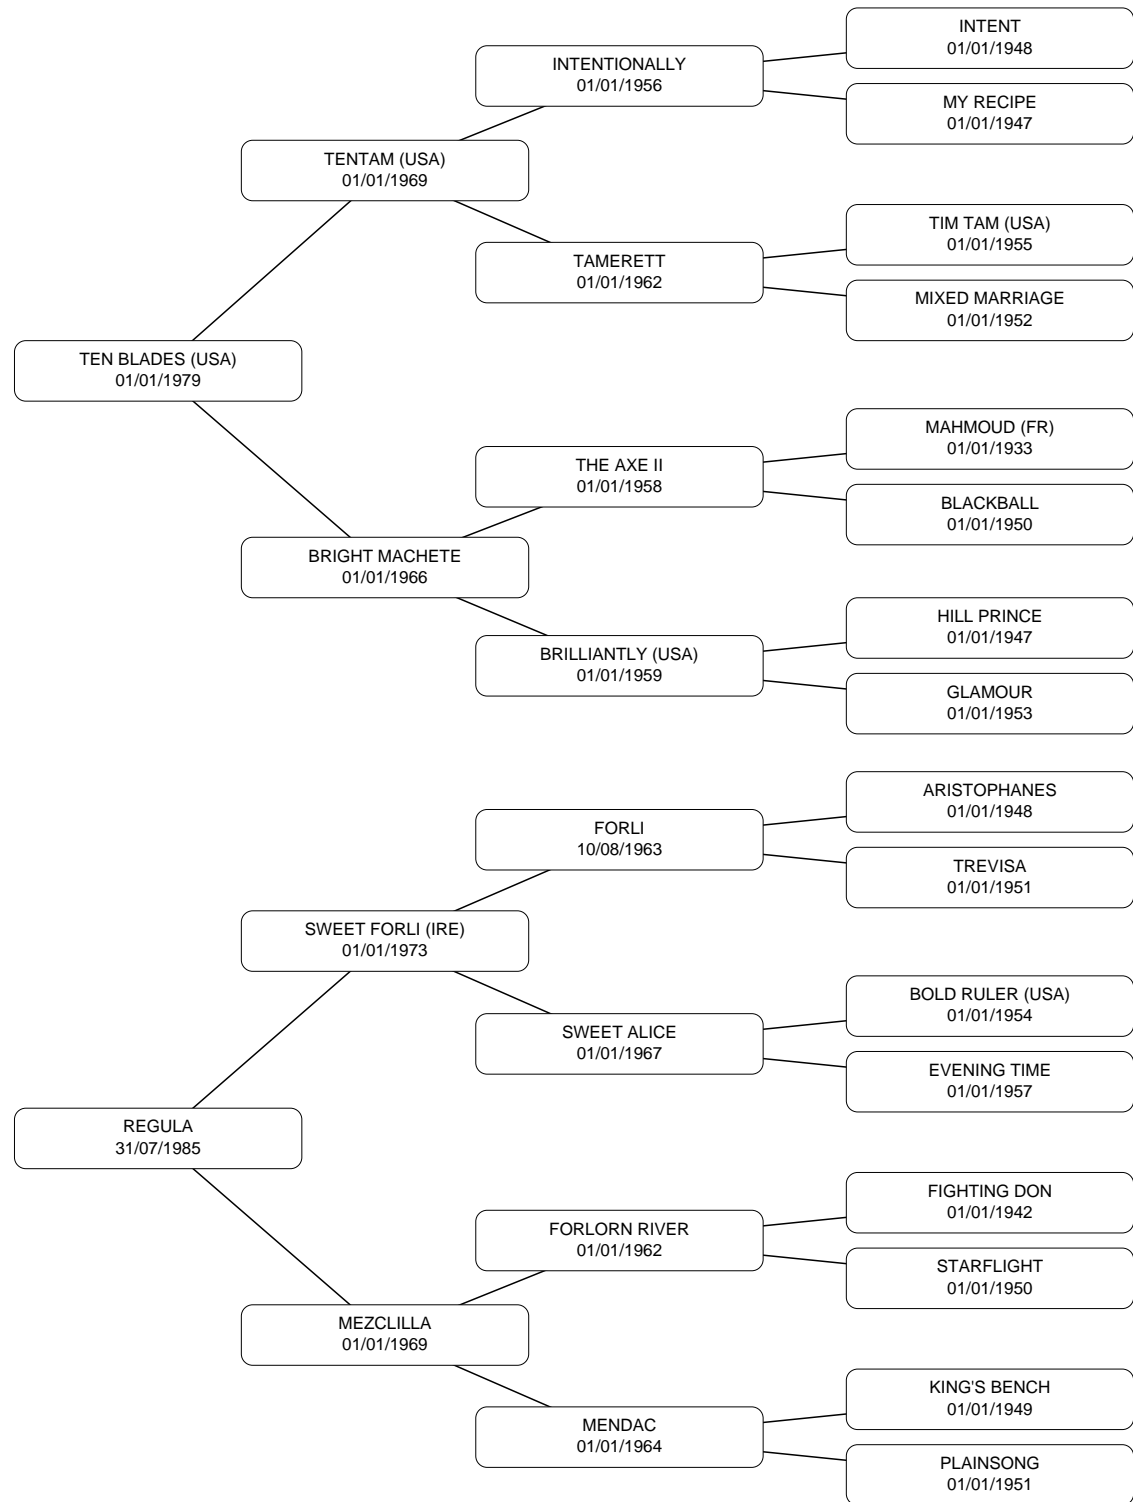 INTENT
01/01/1948
INTENTIONALLY
01/01/1956
MY RECIPE
01/01/1947
TENTAM (USA)
01/01/1969
TIM TAM (USA)
01/01/1955
TAMERETT
01/01/1962
MIXED MARRIAGE
01/01/1952
TEN BLADES (USA)
01/01/1979
MAHMOUD (FR)
01/01/1933
THE AXE II
01/01/1958
BLACKBALL
01/01/1950
BRIGHT MACHETE
01/01/1966
HILL PRINCE
01/01/1947
BRILLIANTLY (USA)
01/01/1959
GLAMOUR
01/01/1953
ARISTOPHANES
01/01/1948
FORLI
10/08/1963
TREVISA
01/01/1951
SWEET FORLI (IRE)
01/01/1973
BOLD RULER (USA)
01/01/1954
SWEET ALICE
01/01/1967
EVENING TIME
01/01/1957
REGULA
31/07/1985
FIGHTING DON
01/01/1942
FORLORN RIVER
01/01/1962
STARFLIGHT
01/01/1950
MEZCLILLA
01/01/1969
KING'S BENCH
01/01/1949
MENDAC
01/01/1964
PLAINSONG
01/01/1951